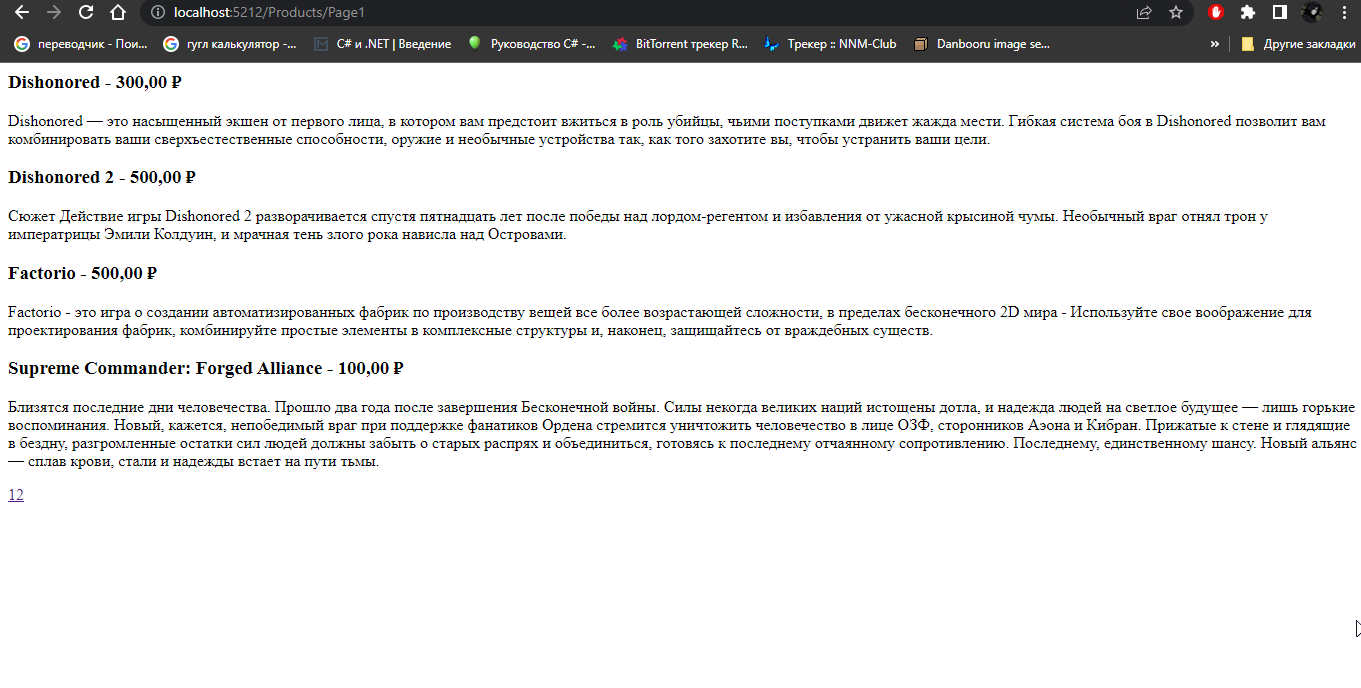 localhost:5212/Products/Page1
переводчик - Пои... гугл калькулятор -... C# и .NET | Введение Руководство C# -... BitTorrent трекер R... Трекер :: NNM-Club Danbooru image se... » Другие закладки
Dishonored - 300,00 ₽
Dishonored — это насыщенный экшен от первого лица, в котором вам предстоит вжиться в роль убийцы, чьими поступками движет жажда мести. Гибкая система боя в Dishonored позволит вам
комбинировать ваши сверхъестественные способности, оружие и необычные устройства так, как того захотите вы, чтобы устранить ваши цели.
Dishonored 2 - 500,00 ₽
Сюжет Действие игры Dishonored 2 разворачивается спустя пятнадцать лет после победы над лордом-регентом и избавления от ужасной крысиной чумы. Необычный враг отнял трон у
императрицы Эмили Колдуин, и мрачная тень злого рока нависла над Островами.
Factorio - 500,00 ₽
Factorio - это игра о создании автоматизированных фабрик по производству вещей все более возрастающей сложности, в пределах бесконечного 2D мира - Используйте свое воображение для
проектирования фабрик, комбинируйте простые элементы в комплексные структуры и, наконец, защищайтесь от враждебных существ.
Supreme Commander: Forged Alliance - 100,00 ₽
Близятся последние дни человечества. Прошло два года после завершения Бесконечной войны. Силы некогда великих наций истощены дотла, и надежда людей на светлое будущее — лишь горькие
воспоминания. Новый, кажется, непобедимый враг при поддержке фанатиков Ордена стремится уничтожить человечество в лице ОЗФ, сторонников Аэона и Кибран. Прижатые к стене и глядящие
в бездну, разгромленные остатки сил людей должны забыть о старых распрях и объединиться, готовясь к последнему отчаянному сопротивлению. Последнему, единственному шансу. Новый альянс
— сплав крови, стали и надежды встает на пути тьмы.
12